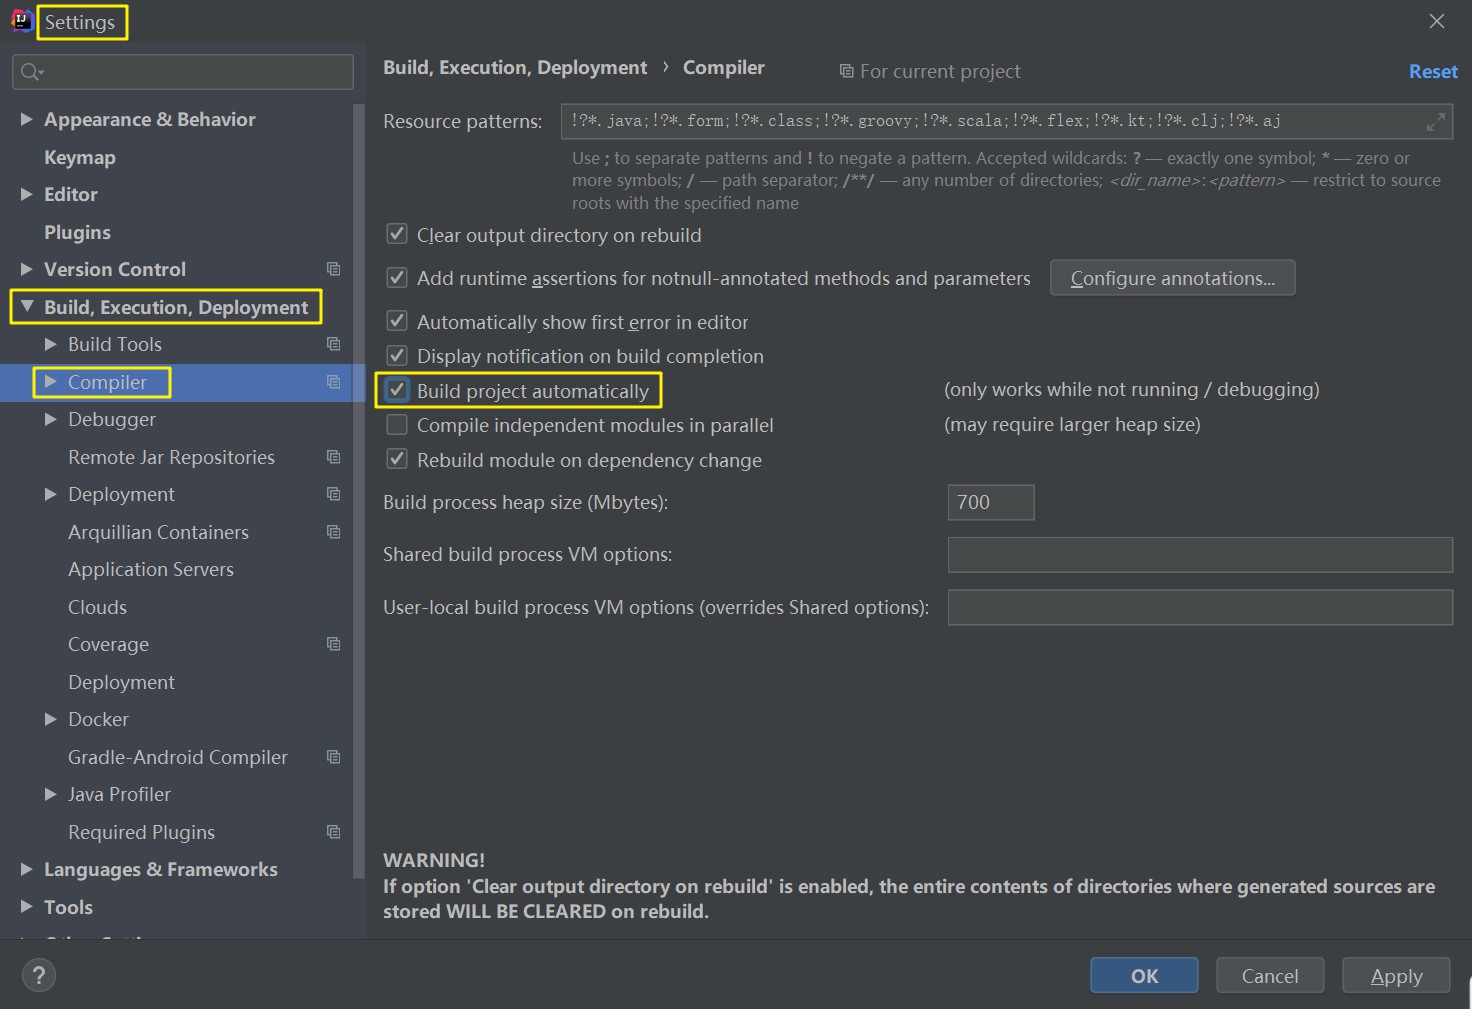 Settings
Build, Execution, Deployment › Compiler
For current project
Reset
Appearance & Behavior
Keymap
Editor
Plugins
Version Control
Build, Execution, Deployment
Build Tools
Compiler
Debugger
Remote Jar Repositories
Deployment
Arquillian Containers
Application Servers
Clouds
Coverage
Deployment
Docker
Gradle-Android Compiler
Java Profiler
Required Plugins
Languages & Frameworks
Tools
Resource patterns: !?*.java;!?*.form;!?*.class;!?*.groovy;!?*.scala;!?*.flex;!?*.kt;!?*.clj;!?*.aj
Use ; to separate patterns and ! to negate a pattern. Accepted wildcards: ? — exactly one symbol; * — zero or
more symbols; / — path separator; /**/ — any number of directories; <dir_name>:<pattern> — restrict to source
roots with the specified name
Clear output directory on rebuild
Add runtime assertions for notnull-annotated methods and parameters Configure annotations...
Automatically show first error in editor
Display notification on build completion
Build project automatically (only works while not running / debugging)
Compile independent modules in parallel (may require larger heap size)
Rebuild module on dependency change
Build process heap size (Mbytes): 700
Shared build process VM options:
User-local build process VM options (overrides Shared options):
WARNING!
If option 'Clear output directory on rebuild' is enabled, the entire contents of directories where generated sources are
stored WILL BE CLEARED on rebuild.
?
OK
Cancel
Apply